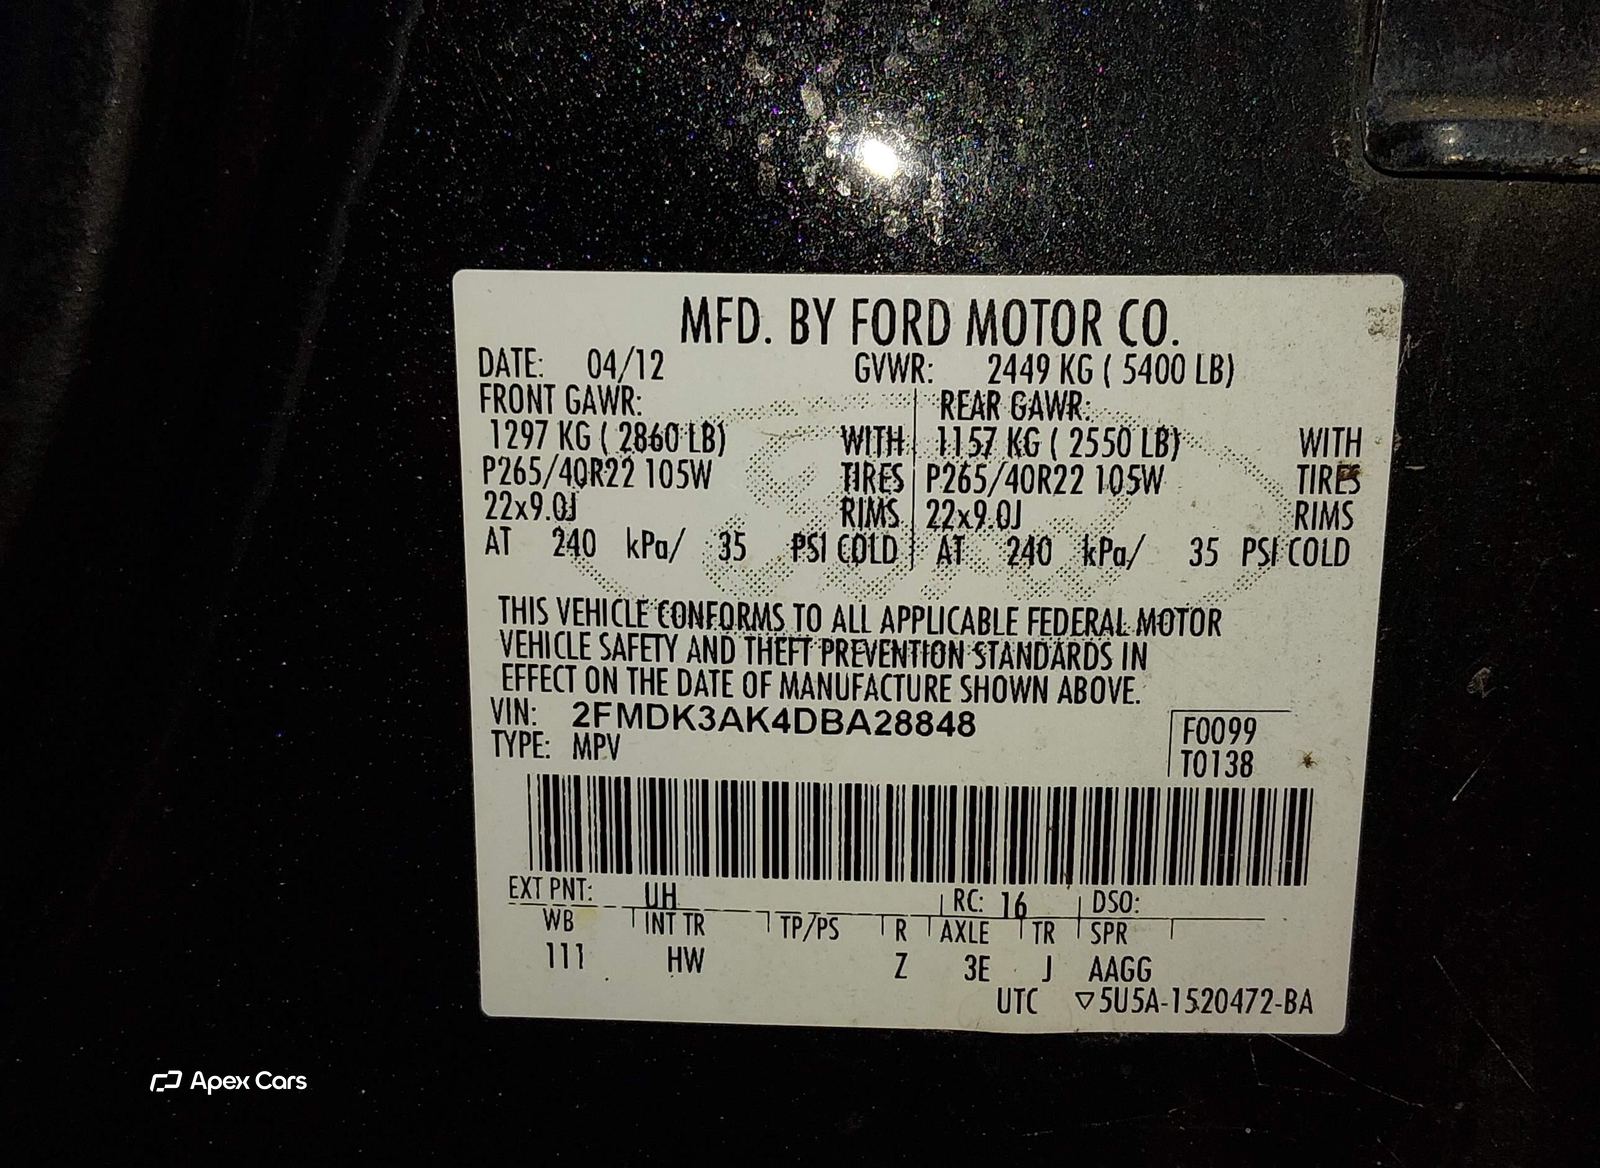 MFD. BY FORD MOTOR CO.
DATE: 04/12 GVWR: 2449 KG ( 5400 LB)
FRONT GAWR: REAR GAWR:
1297 KG ( 2860 LB) WITH 1157 KG ( 2550 LB) WITH
P265/40R22 105W TIRES P265/40R22 105W TIRES
22x9.0J RIMS 22x9.0J RIMS
AT 240 kPa/ 35 PSI COLD AT 240 kPa/ 35 PSI COLD
THIS VEHICLE CONFORMS TO ALL APPLICABLE FEDERAL MOTOR
VEHICLE SAFETY AND THEFT PREVENTION STANDARDS IN
EFFECT ON THE DATE OF MANUFACTURE SHOWN ABOVE.
VIN: 2FMDK3AK4DBA28848 F0099
TYPE: MPV T0138
EXT PNT: UH RC: 16 DSO:
WB INT TR TP/PS R AXLE TR SPR
111 HW Z 3E J AAGG
UTC ▽5U5A-1520472-BA
Apex Cars